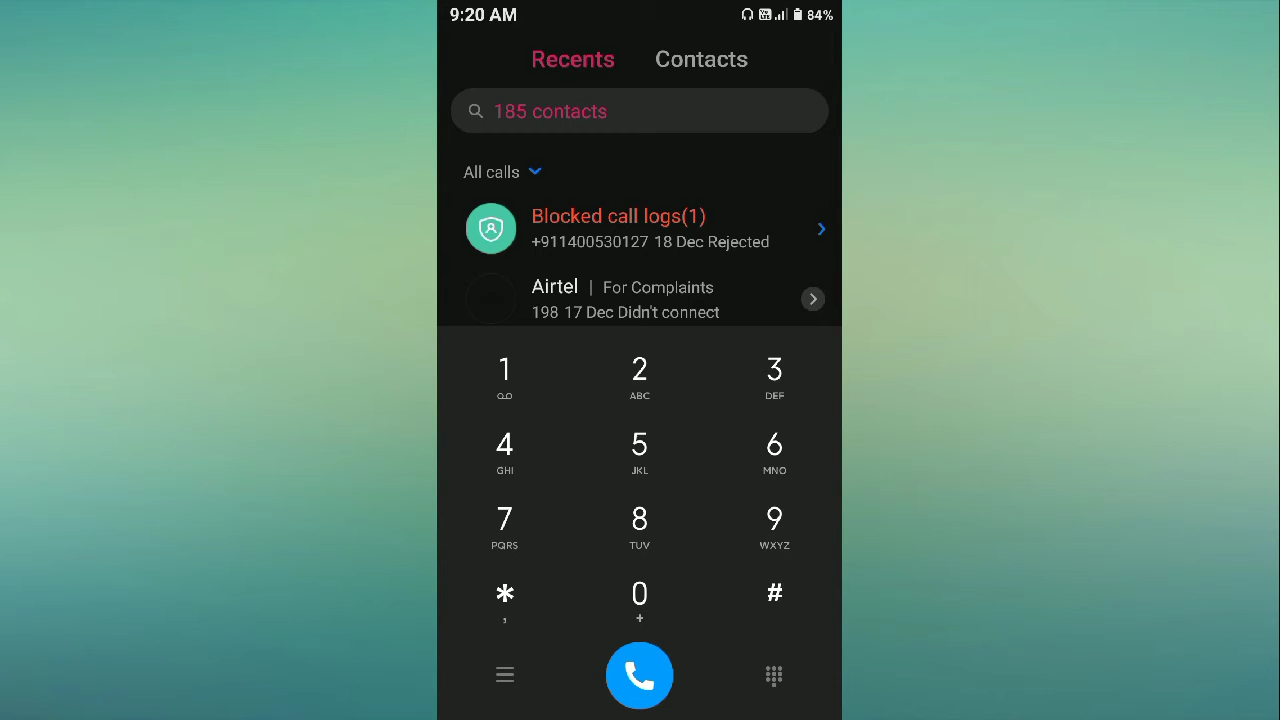 9:20 AM 84%
Recents Contacts
185 contacts
All calls
Blocked call logs(1)
+911400530127 18 Dec Rejected
Airtel | For Complaints
198 17 Dec Didn't connect
1 2 3
ABC DEF
4 5 6
GHI JKL MNO
7 8 9
PQRS TUV WXYZ
* 0 #
, +